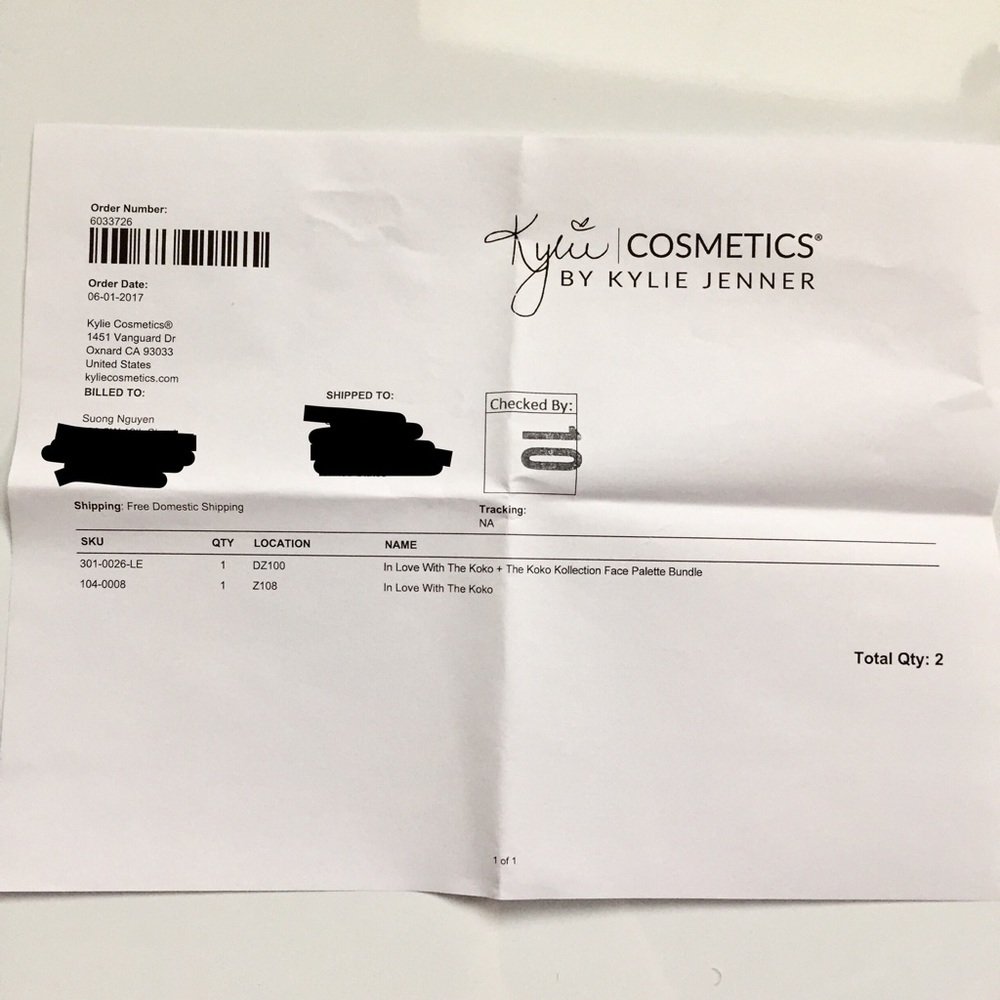 Order Number:
6033726
Kylie | COSMETICS®
BY KYLIE JENNER
Order Date:
06-01-2017
Kylie Cosmetics®
1451 Vanguard Dr
Oxnard CA 93033
United States
kyliecosmetics.com
BILLED TO:
SHIPPED TO:
Checked By:
10
Suong Nguyen
Shipping: Free Domestic Shipping
Tracking:
NA
SKU QTY LOCATION NAME
301-0026-LE 1 DZ100 In Love With The Koko + The Koko Kollection Face Palette Bundle
104-0008 1 Z108 In Love With The Koko
Total Qty: 2
1 of 1